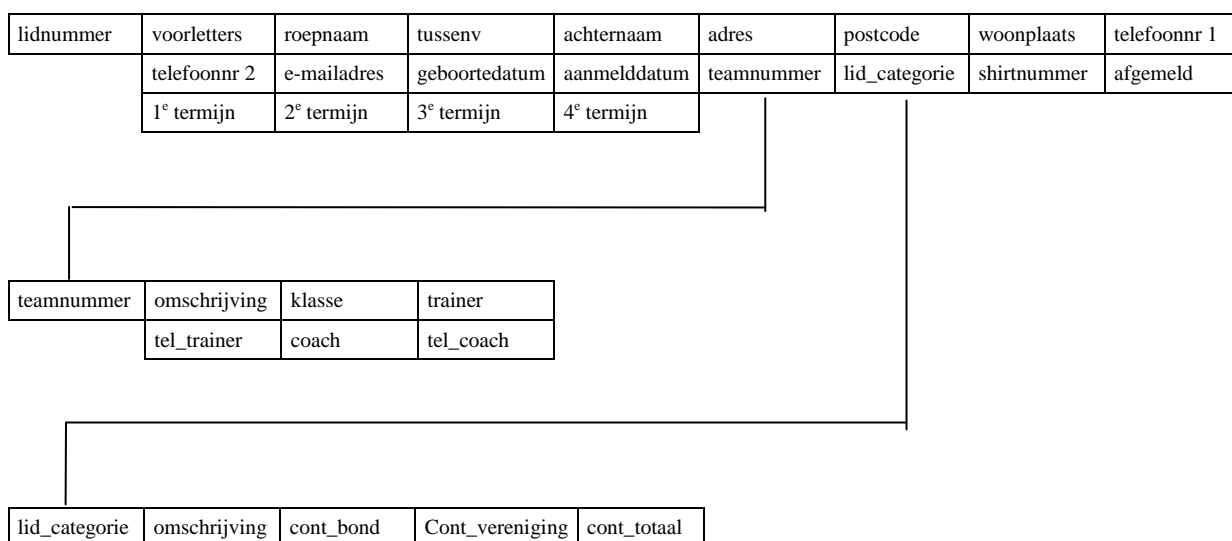 lidnummer voorletters roepnaam tussenv achternaam adres postcode woonplaats telefoonnr 1
telefoonnr 2 e-mailadres geboortedatum aanmelddatum teamnummer lid_categorie shirtnummer afgemeld
1e termijn 2e termijn 3e termijn 4e termijn
teamnummer omschrijving klasse trainer
tel_trainer coach tel_coach
lid_categorie omschrijving cont_bond Cont_vereniging cont_totaal